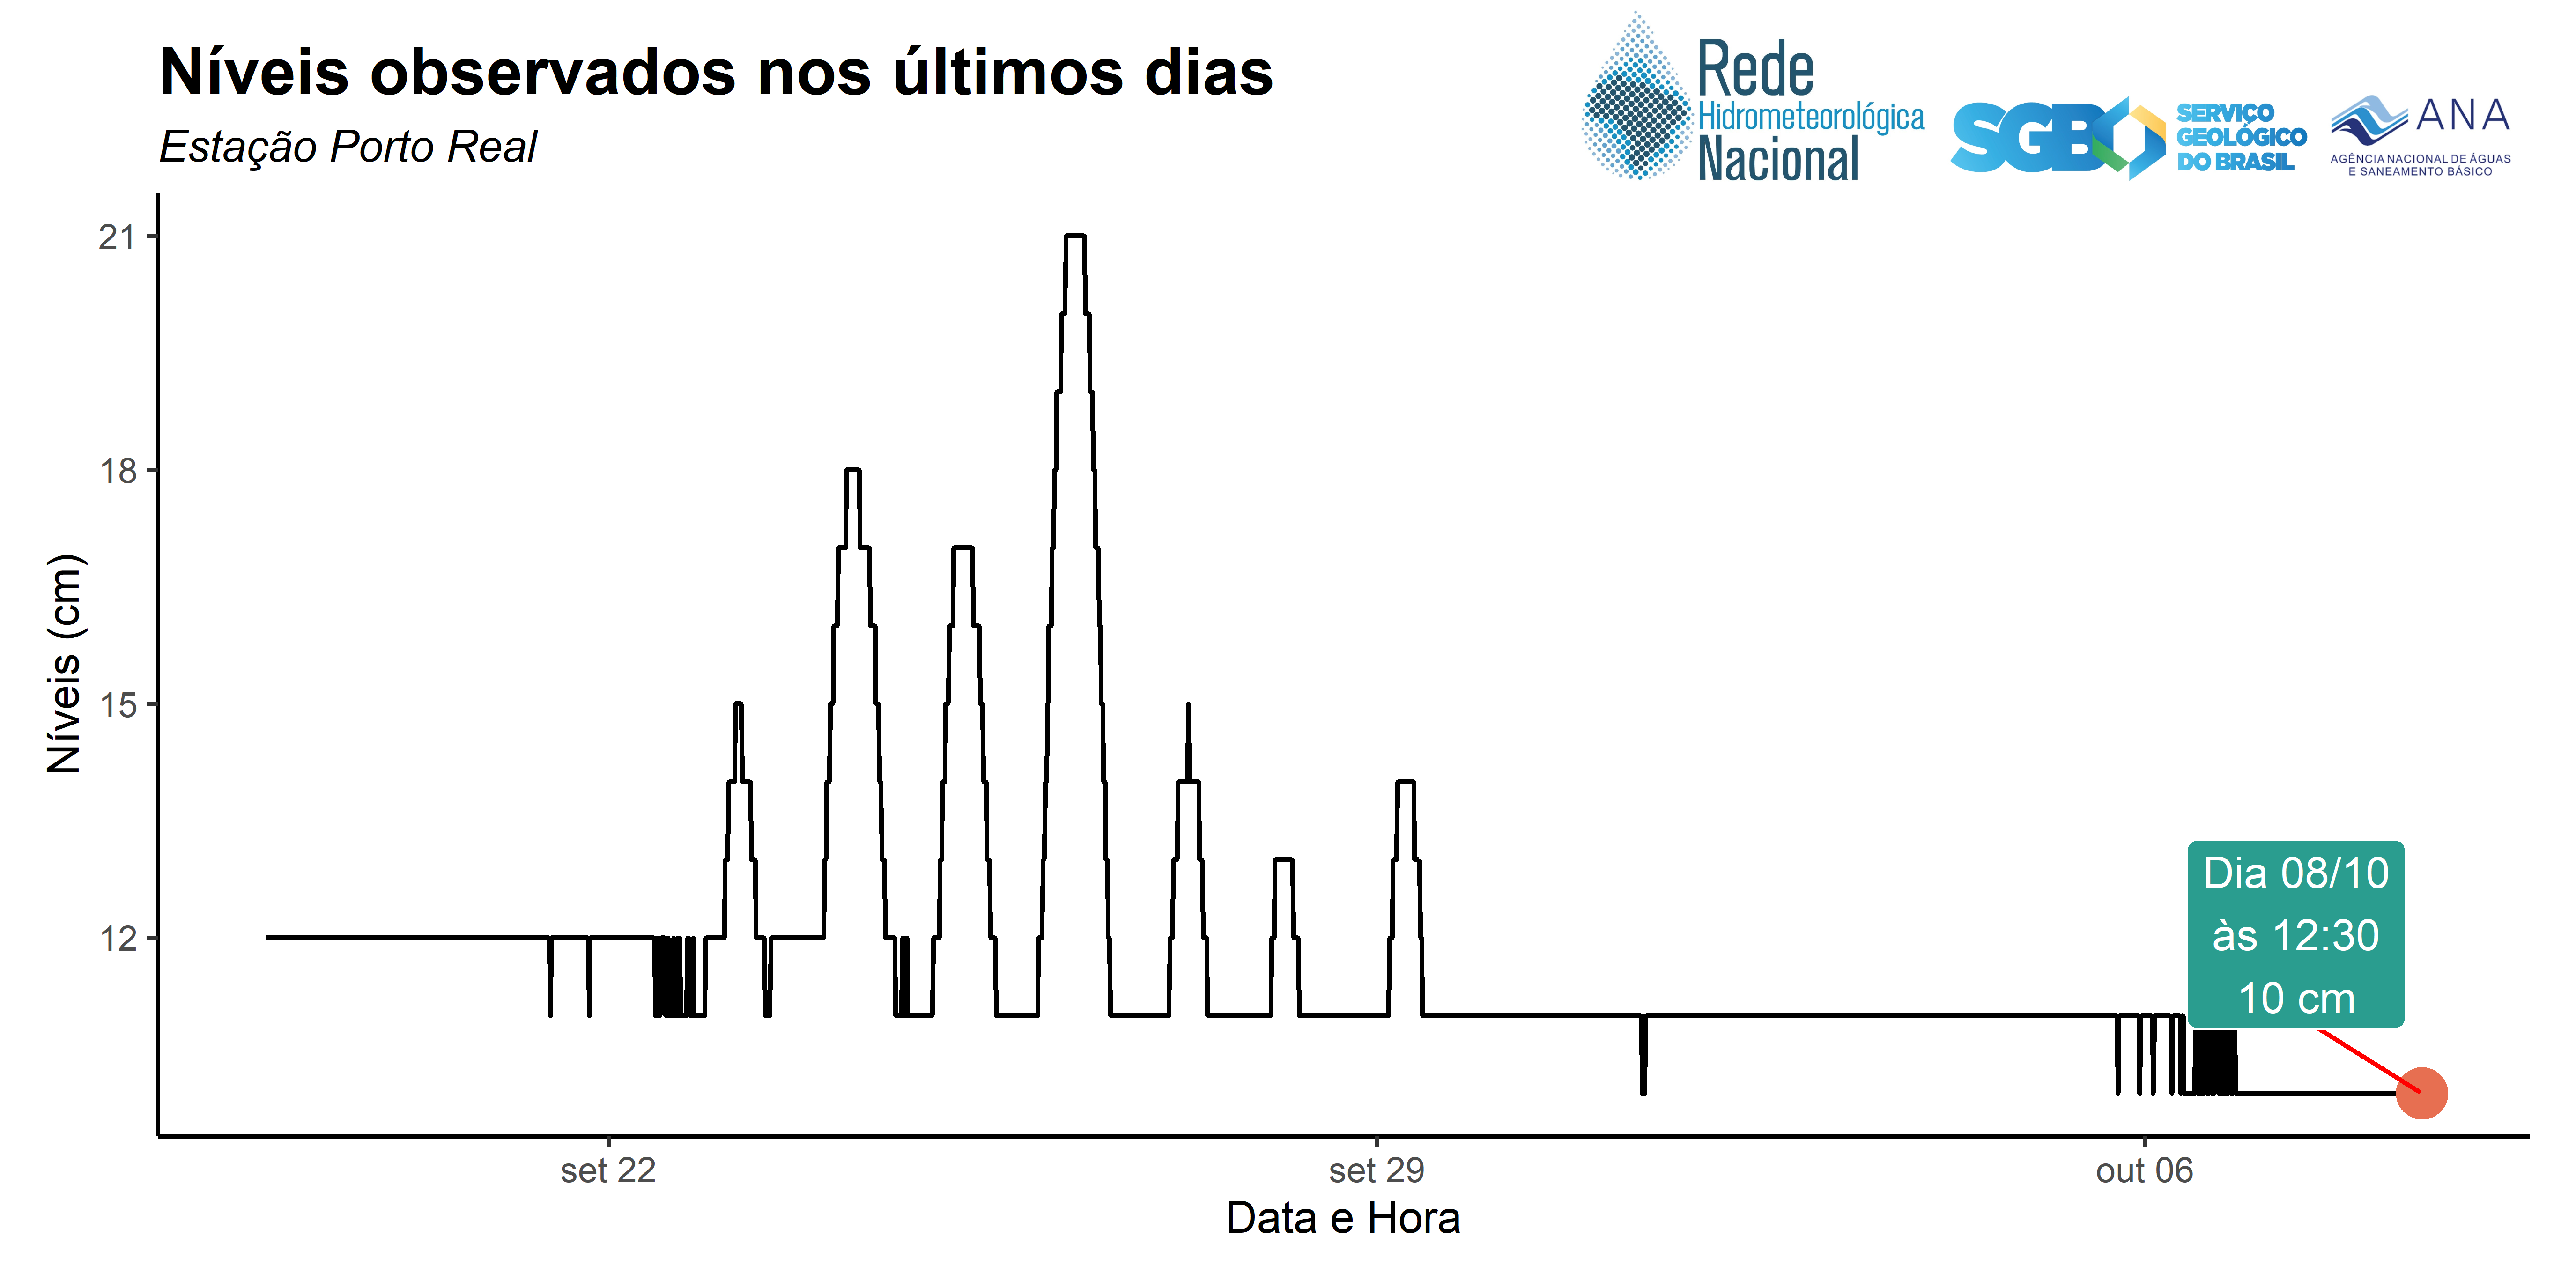 Níveis observados nos últimos dias
Estação Porto Real
Rede
Hidrometeorológica
Nacional
SGB
SERVIÇO
GEOLÓGICO
DO BRASIL
ANA
AGÊNCIA NACIONAL DE ÁGUAS
E SANEAMENTO BÁSICO
Níveis (cm)
21
18
15
12
Dia 08/10
às 12:30
10 cm
set 22
set 29
out 06
Data e Hora